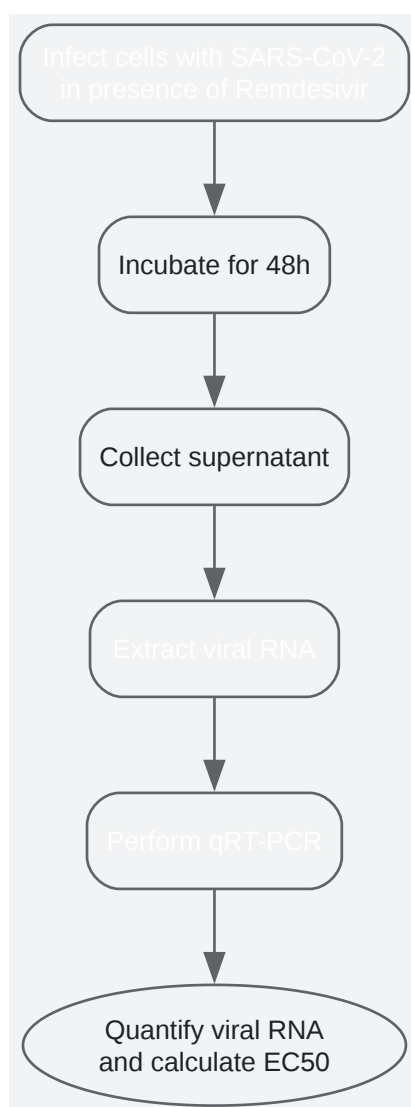 Infect cells with SARS-CoV-2
in presence of Remdesivir
Incubate for 48h
Collect supernatant
Extract viral RNA
Perform qRT-PCR
Quantify viral RNA
and calculate EC50